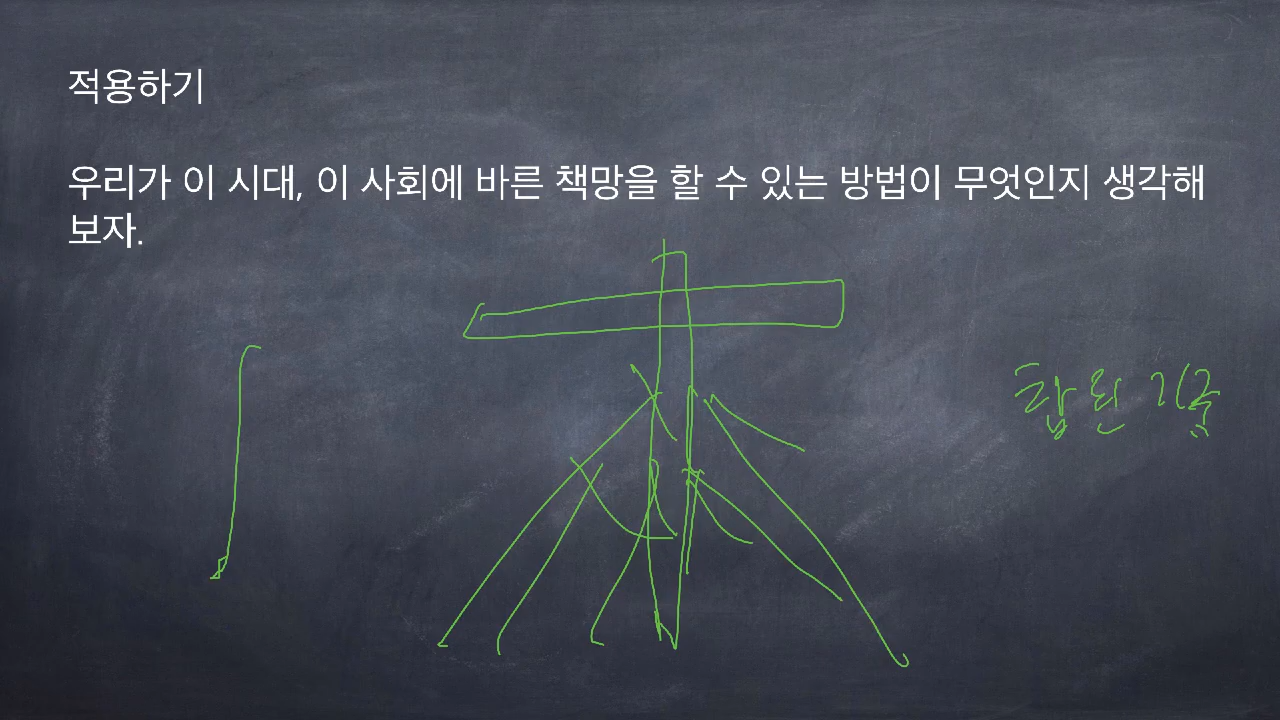 적용하기
우리가 이 시대, 이 사회에 바른 책망을 할 수 있는 방법이 무엇인지 생각해
보자.